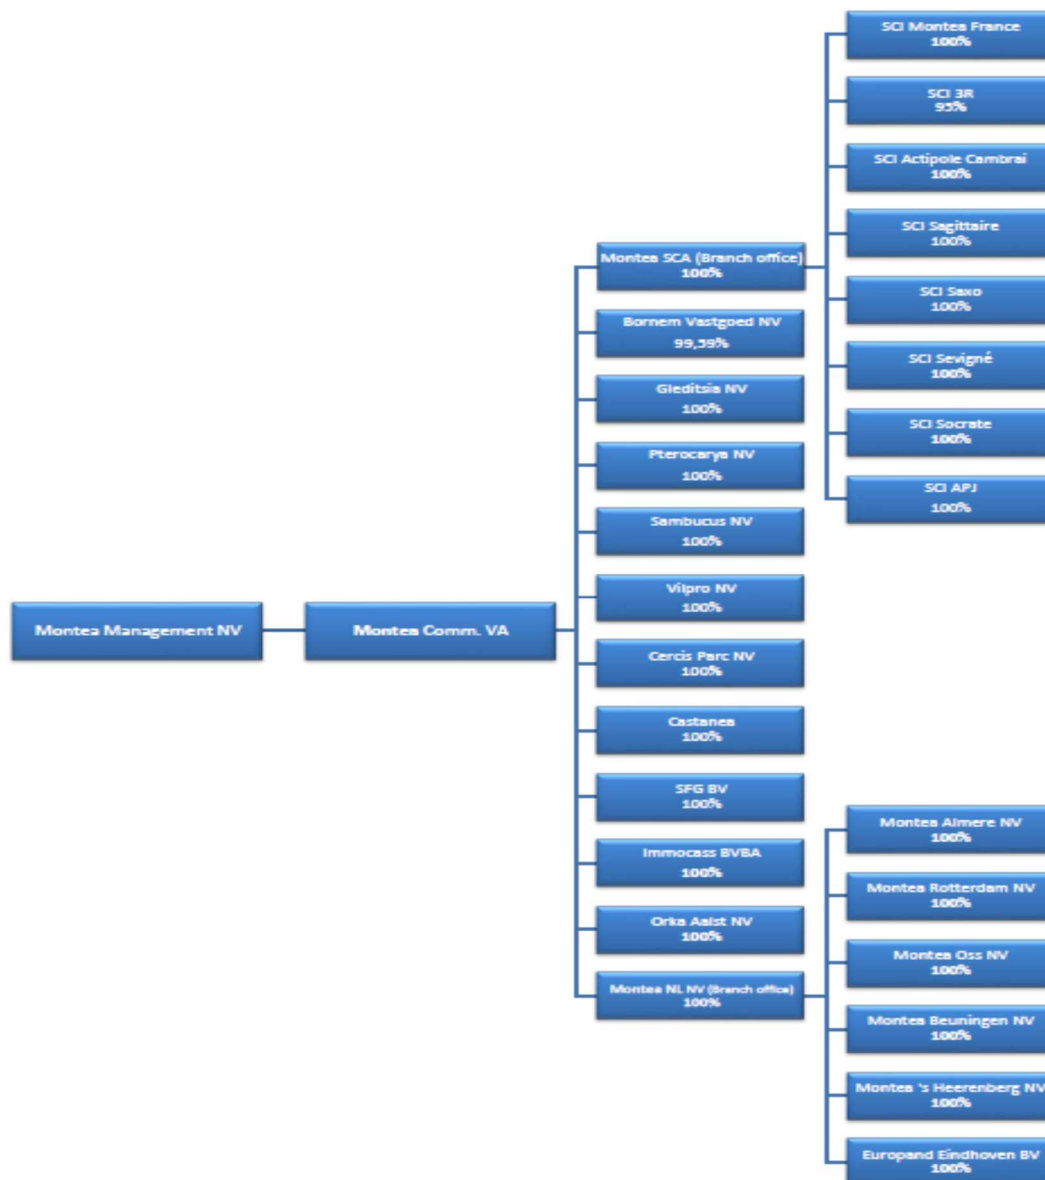 Montea Management NV
Montea Comm. VA
Montea SCA (Branch office)
100%
Bornem Vastgoed NV
99,59%
Gleditsia NV
100%
Pterocarya NV
100%
Sambucus NV
100%
Vilpro NV
100%
Cercis Parc NV
100%
Castanea
100%
SFG BV
100%
Immocass BVBA
100%
Orka Aalst NV
100%
Montea NL NV (Branch office)
100%
SCI Montea France
100%
SCI 3R
95%
SCI Actipole Cambrai
100%
SCI Sagittaire
100%
SCI Saxo
100%
SCI Sevigné
100%
SCI Socrate
100%
SCI APJ
100%
Montea Almere NV
100%
Montea Rotterdam NV
100%
Montea Oss NV
100%
Montea Beuningen NV
100%
Montea 's Heerenberg NV
100%
Europand Eindhoven BV
100%